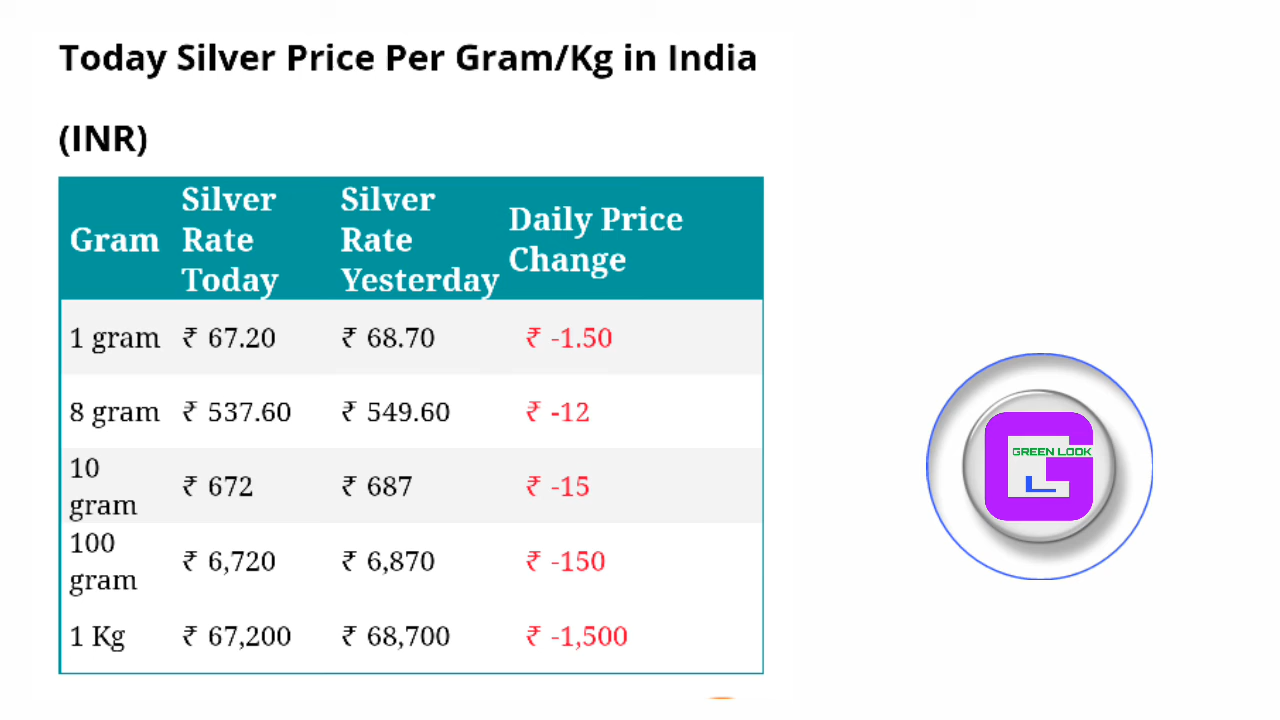 Today Silver Price Per Gram/Kg in India
(INR)
Gram Silver Rate Today Silver Rate Yesterday Daily Price Change
1 gram ₹ 67.20 ₹ 68.70 ₹ -1.50
8 gram ₹ 537.60 ₹ 549.60 ₹ -12
10 gram ₹ 672 ₹ 687 ₹ -15
100 gram ₹ 6,720 ₹ 6,870 ₹ -150
1 Kg ₹ 67,200 ₹ 68,700 ₹ -1,500
GREEN LOOK